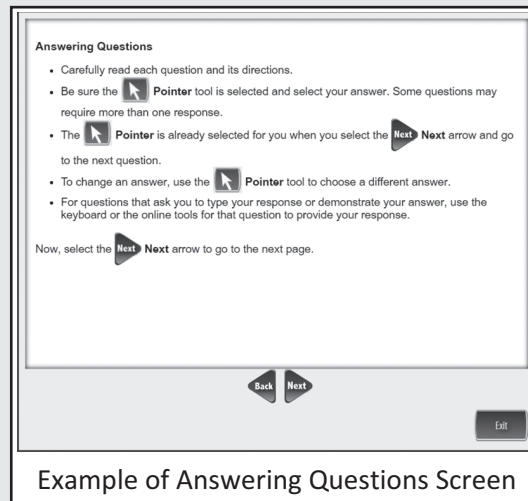 Answering Questions
• Carefully read each question and its directions.
• Be sure the Pointer tool is selected and select your answer. Some questions may
require more than one response.
• The Pointer is already selected for you when you select the Next Next arrow and go
to the next question.
• To change an answer, use the Pointer tool to choose a different answer.
• For questions that ask you to type your response or demonstrate your answer, use the
keyboard or the online tools for that question to provide your response.
Now, select the Next Next arrow to go to the next page.
Back Next
Exit
Example of Answering Questions Screen